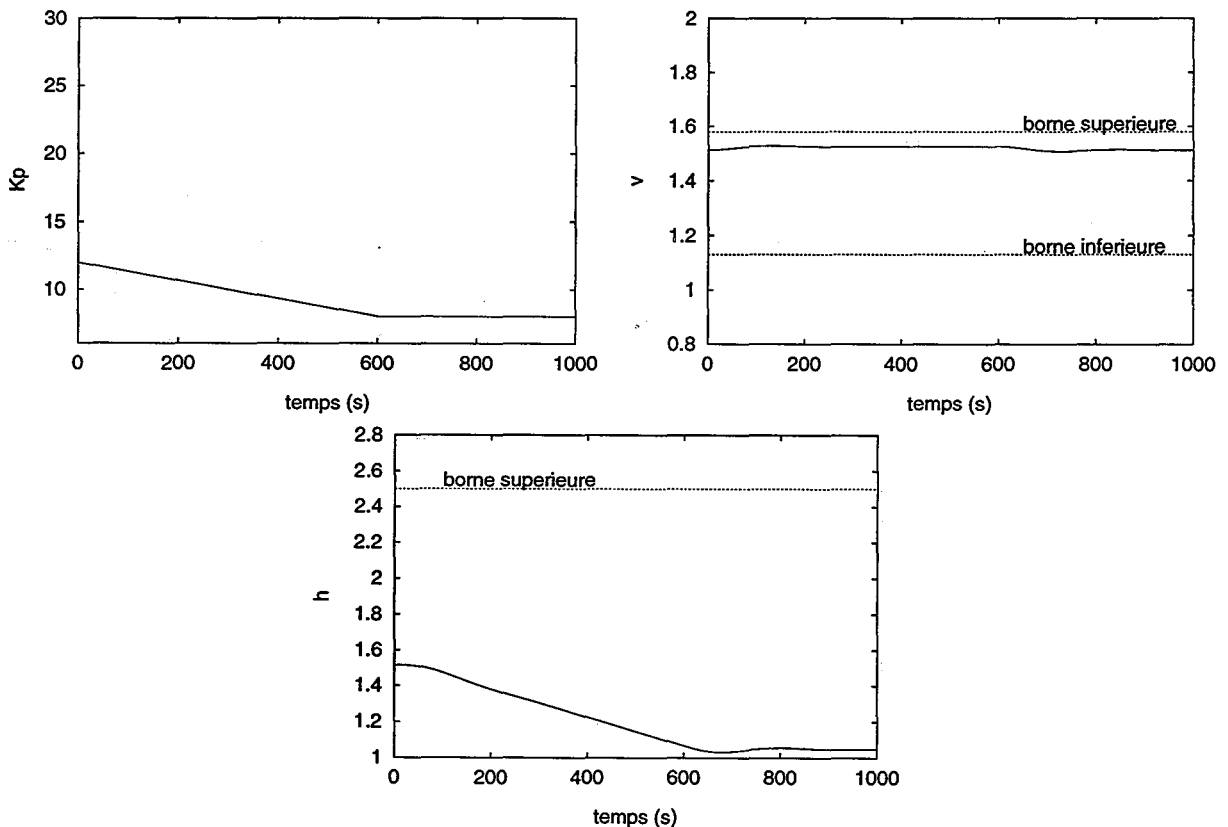 30
25
20
15
10
Kp
0 200 400 600 800 1000
temps (s)
2
1.8
1.6
1.4
1.2
1
0.8
v
borne superieure
borne inferieure
0 200 400 600 800 1000
temps (s)
2.8
2.6
2.4
2.2
2
1.8
1.6
1.4
1.2
1
h
borne superieure
0 200 400 600 800 1000
temps (s)